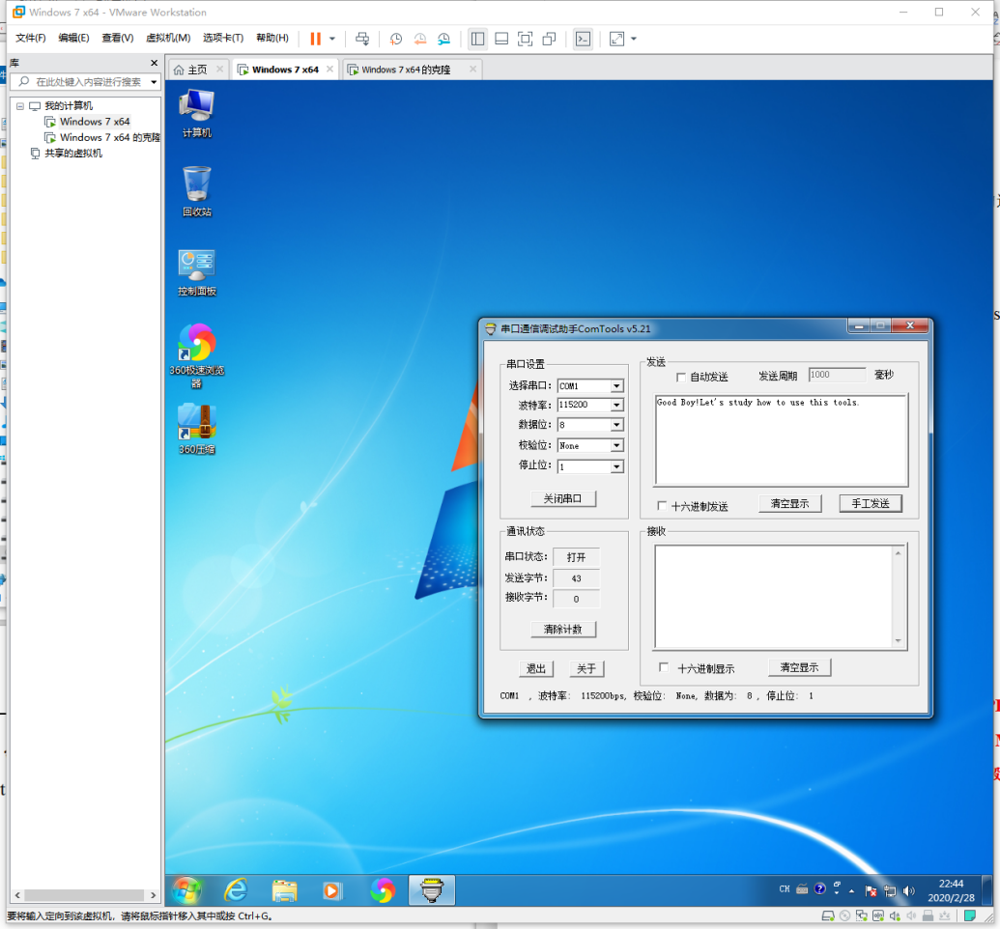 Windows 7 x64 - VMware Workstation
文件(F) 编辑(E) 查看(V) 虚拟机(M) 选项卡(T) 帮助(H)
库
在此处键入内容进行搜索
我的计算机
Windows 7 x64
Windows 7 x64 的克隆
共享的虚拟机
主页
Windows 7 x64
Windows 7 x64 的克隆
计算机
回收站
控制面板
360极速浏览
器
360压缩
串口通信调试助手ComTools v5.21
串口设置
选择串口: COM1
波特率: 115200
数据位: 8
校验位: None
停止位: 1
关闭串口
通讯状态
串口状态: 打开
发送字节: 43
接收字节: 0
清除计数
退出 关于
发送
自动发送 发送周期 1000 毫秒
Good Boy!Let's study how to use this tools.
十六进制发送 清空显示 手工发送
接收
十六进制显示 清空显示
COM1 , 波特率: 115200bps, 校验位: None, 数据为: 8 , 停止位: 1
CH
22:44
2020/2/28
要将输入定向到该虚拟机，请将鼠标指针移入其中或按 Ctrl+G。